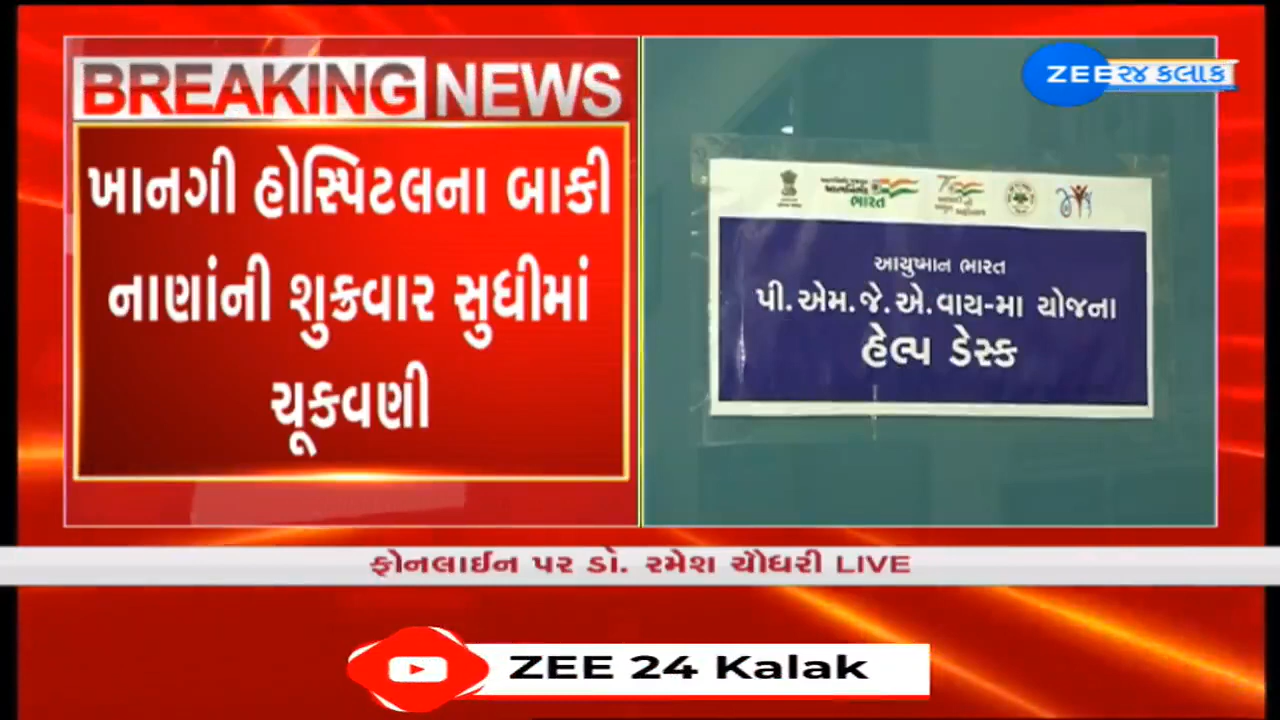 BREAKING NEWS
ખાનગી હોસ્પિટલના બાકી
નાણાંની શુક્રવાર સુધીમાં
ચૂકવણી
ZEE ૨૪ કલાક
ભારત
આયુષ્માન ભારત
પી.એમ.જે.એ.વાય-મા યોજના
હેલ્પ ડેસ્ક
ફોનલાઈન પર ડૉ. રમેશ ચૌધરી LIVE
ZEE 24 Kalak